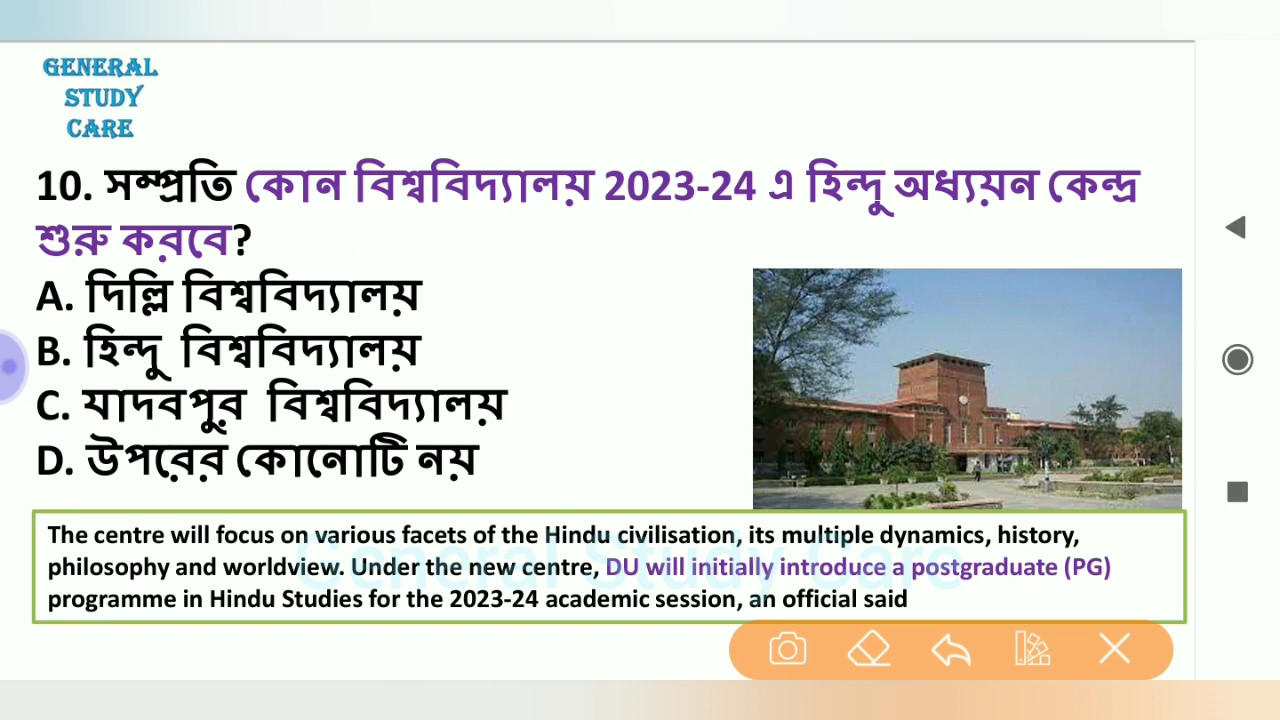 GENERAL
STUDY
CARE
10. সম্প্রতি কোন বিশ্ববিদ্যালয় 2023-24 এ হিন্দু অধ্যয়ন কেন্দ্র
শুরু করবে?
A. দিল্লি বিশ্ববিদ্যালয়
B. হিন্দু বিশ্ববিদ্যালয়
C. যাদবপুর বিশ্ববিদ্যালয়
D. উপরের কোনোটি নয়
The centre will focus on various facets of the Hindu civilisation, its multiple dynamics, history,
philosophy and worldview. Under the new centre, DU will initially introduce a postgraduate (PG)
programme in Hindu Studies for the 2023-24 academic session, an official said
General Study Care